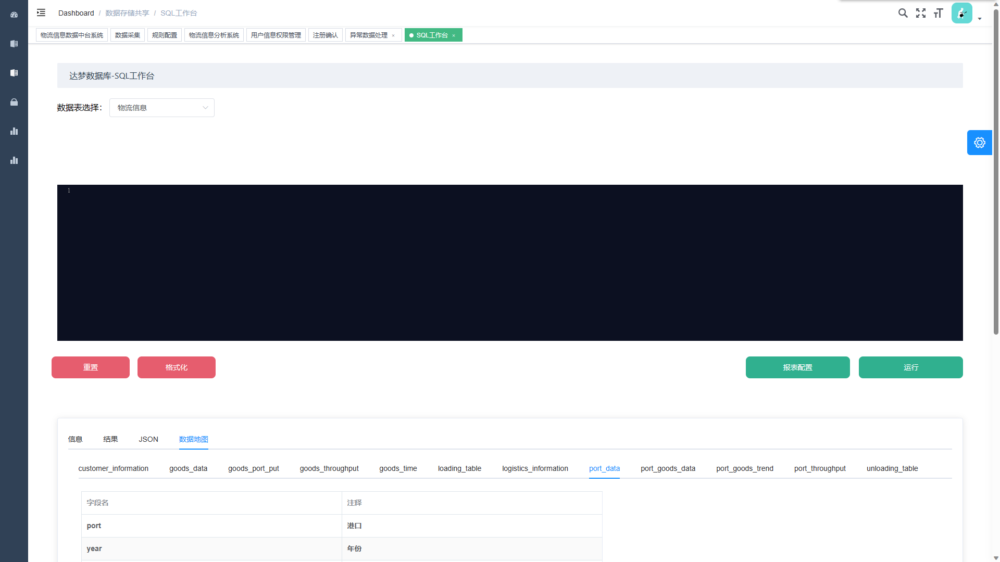 Dashboard / 数据存储共享 / SQL工作台
物流信息数据中台系统 数据采集 规则配置 物流信息分析系统 用户信息权限管理 注册确认 异常数据处理 × SQL工作台 ×
达梦数据库-SQL工作台
数据表选择： 物流信息
1
重置 格式化 报表配置 运行
信息 结果 JSON 数据地图
customer_information goods_data goods_port_put goods_throughput goods_time loading_table logistics_information port_data port_goods_data port_goods_trend port_throughput unloading_table
字段名 注释
port 港口
year 年份